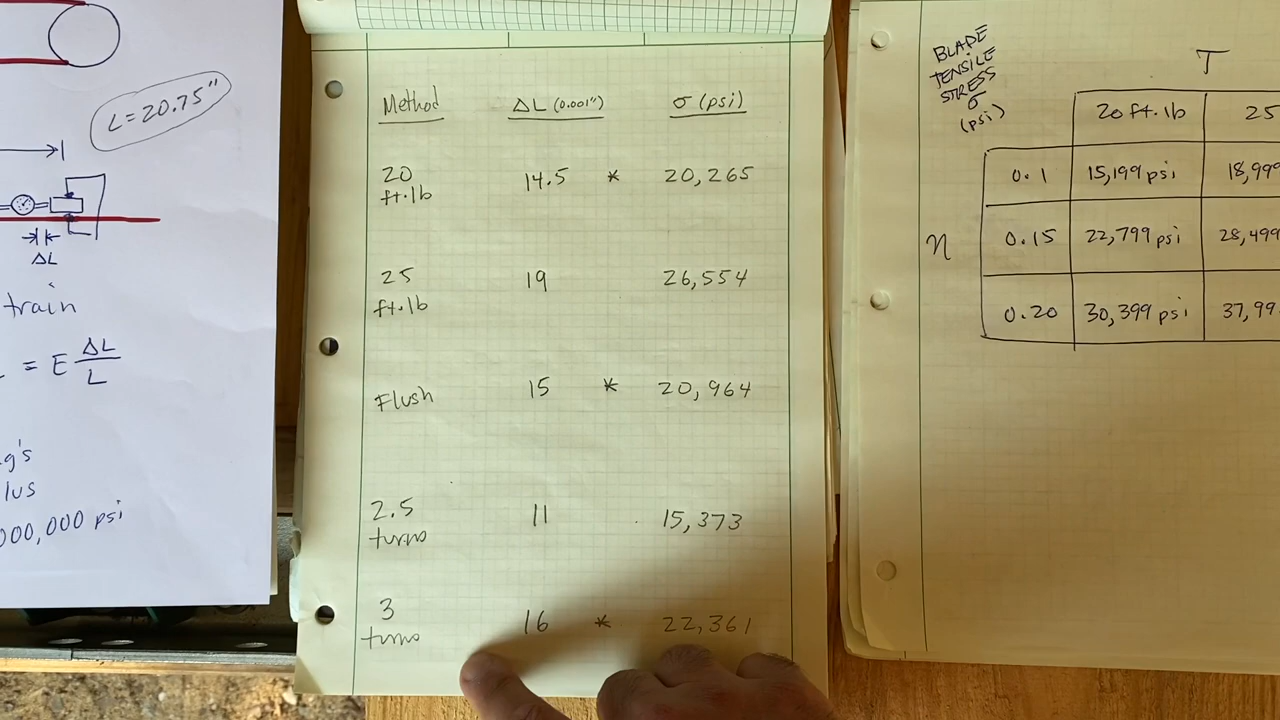 L=20.75"
ΔL
train
= E ΔL/L
g's
lus
000,000 psi
Method ΔL (0.001") σ (psi)
20 ft.lb 14.5 * 20,265
25 ft.lb 19 26,554
Flush 15 * 20,964
2.5 turns 11 15,373
3 turns 16 * 22,361
BLADE
TENSILE
STRESS
σ
(psi)
T
20 ft.lb 25
0.1 15,199 psi 18,999
η 0.15 22,799 psi 28,499
0.20 30,399 psi 37,99